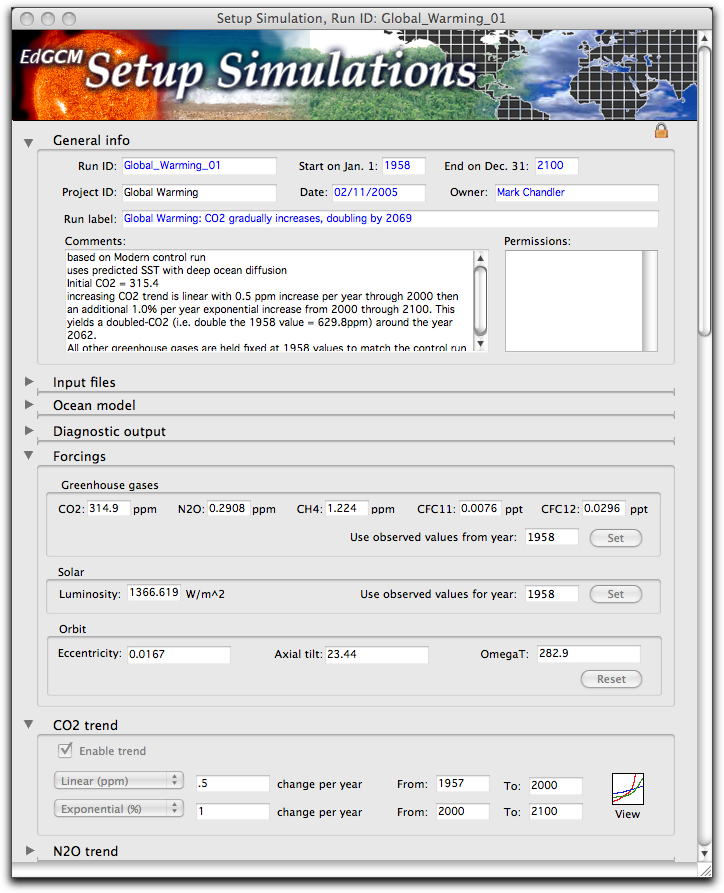 Setup Simulation, Run ID: Global_Warming_01
EdGCM Setup Simulations
General info
Run ID: Global_Warming_01 Start on Jan. 1: 1958 End on Dec. 31: 2100
Project ID: Global Warming Date: 02/11/2005 Owner: Mark Chandler
Run label: Global Warming: CO2 gradually increases, doubling by 2069
Comments: Permissions:
based on Modern control run
uses predicted SST with deep ocean diffusion
Initial CO2 = 315.4
increasing CO2 trend is linear with 0.5 ppm increase per year through 2000 then
an additional 1.0% per year exponential increase from 2000 through 2100. This
yields a doubled-CO2 (i.e. double the 1958 value = 629.8ppm) around the year
2062.
All other greenhouse gases are held fixed at 1958 values to match the control run
Input files
Ocean model
Diagnostic output
Forcings
Greenhouse gases
CO2: 314.9 ppm N2O: 0.2908 ppm CH4: 1.224 ppm CFC11: 0.0076 ppt CFC12: 0.0296 ppt
Use observed values from year: 1958 Set
Solar
Luminosity: 1366.619 W/m^2 Use observed values for year: 1958 Set
Orbit
Eccentricity: 0.0167 Axial tilt: 23.44 OmegaT: 282.9
Reset
CO2 trend
Enable trend
Linear (ppm) .5 change per year From: 1957 To: 2000
Exponential (%) 1 change per year From: 2000 To: 2100
View
N2O trend